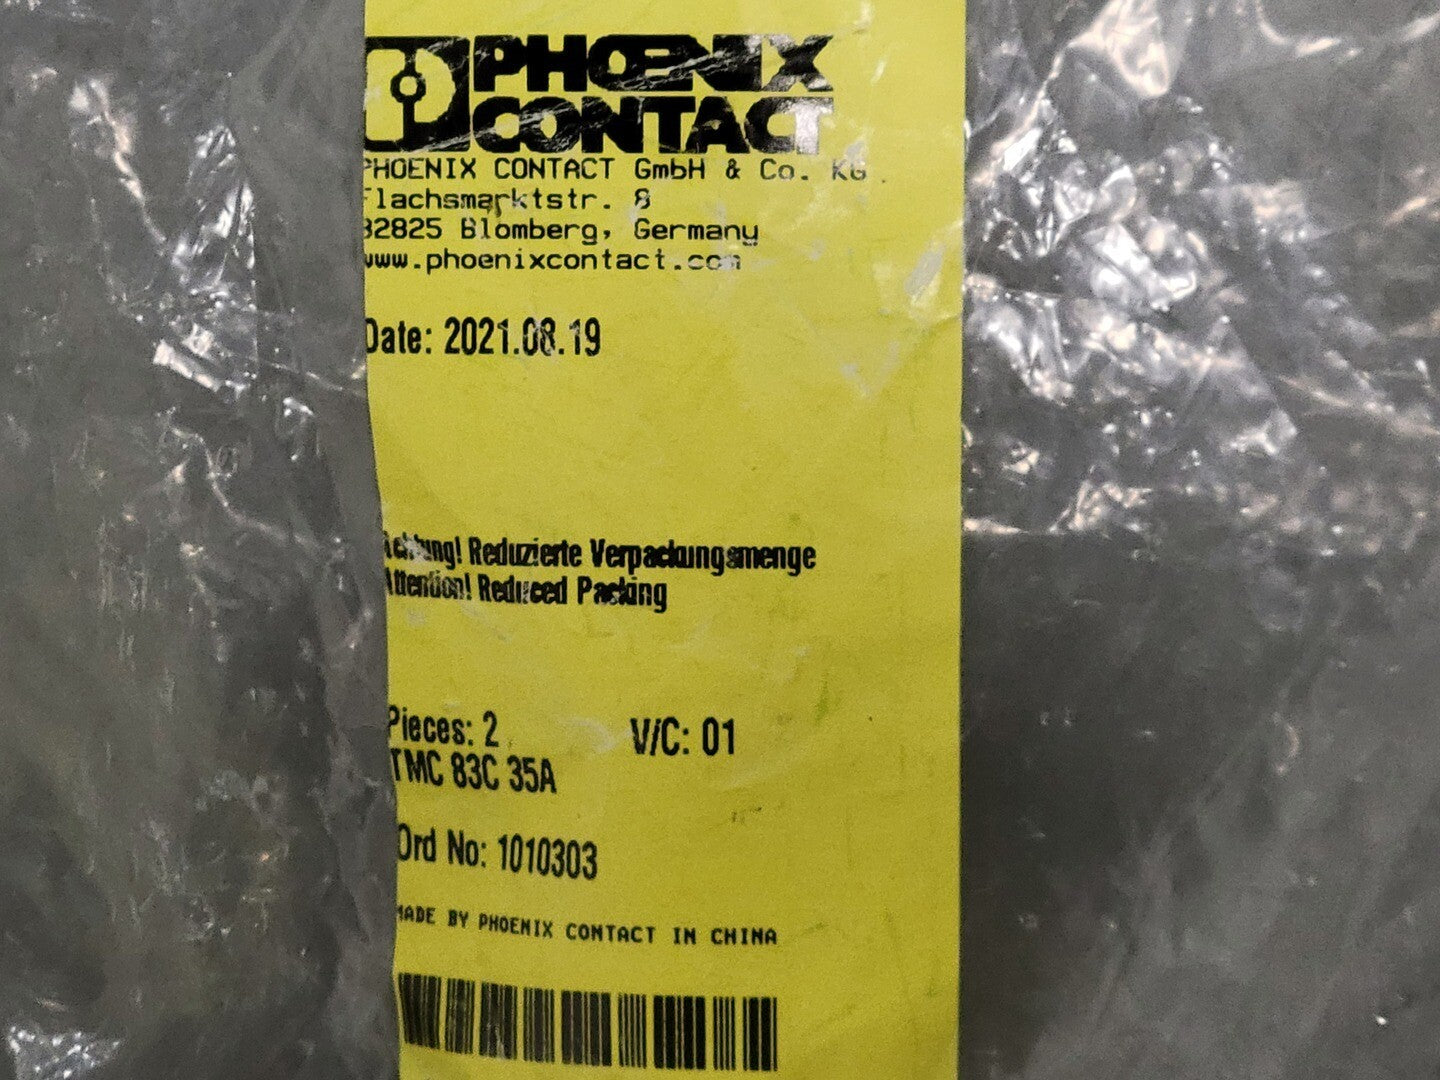 PHOENIX
CONTACT
PHOENIX CONTACT GmbH & Co. KG
Flachsmarktstr. 8
32825 Blomberg, Germany
www.phoenixcontact.com
Date: 2021.08.19
Achtung! Reduzierte Verpackungsmenge
Attention! Reduced Packing
Pieces: 2 V/C: 01
TMC 83C 35A
Ord No: 1010303
MADE BY PHOENIX CONTACT IN CHINA